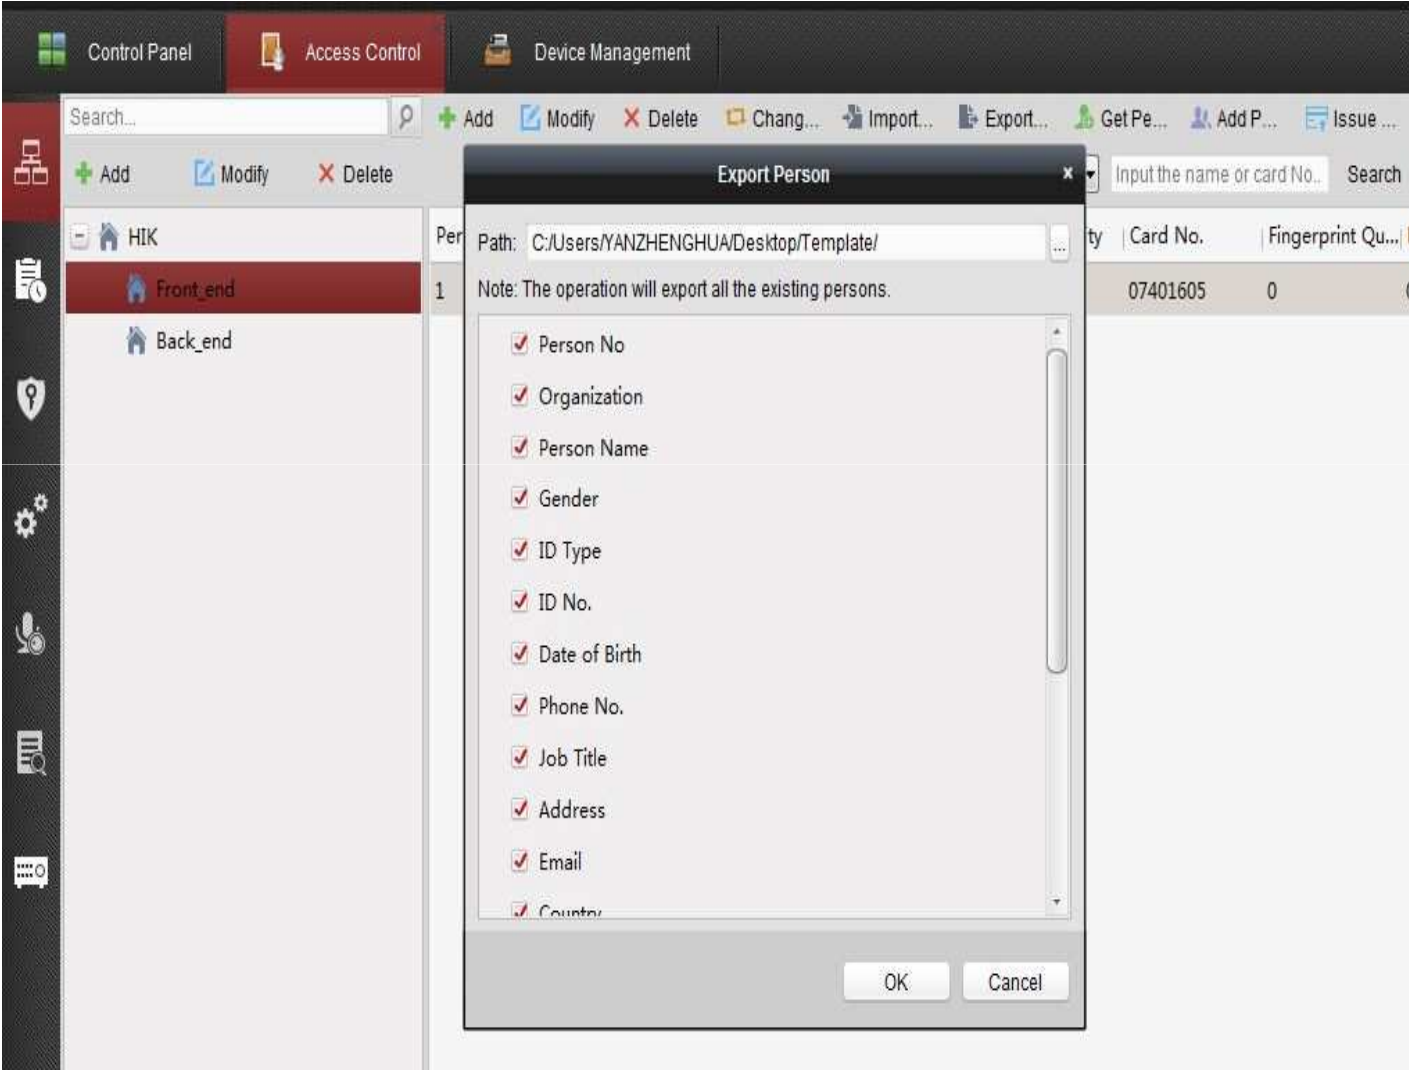 Control Panel
Access Control
Device Management
Search...
Add Modify Delete Chang... Import... Export... Get Pe... Add P... Issue ...
Add Modify Delete
Export Person
Input the name or card No.. Search
HIK
Front_end
Back_end
Per ty Card No. Fingerprint Qu...
1 07401605 0
Path: C:/Users/YANZHENGHUA/Desktop/Template/ ...
Note: The operation will export all the existing persons.
Person No
Organization
Person Name
Gender
ID Type
ID No.
Date of Birth
Phone No.
Job Title
Address
Email
Country
OK Cancel